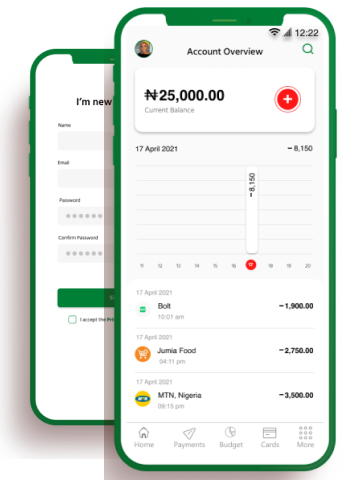 I'm new
Name
Email
Password
Confirm Password
I accept the
12:22
Account Overview
₦25,000.00
Current Balance
17 April 2021 −8,150
−8,150
11 12 13 14 15 16 17 18 19 20
17 April 2021
Bolt −1,900.00
10:01 am
17 April 2021
Jumia Food −2,750.00
04:11 pm
17 April 2021
MTN, Nigeria −3,500.00
09:15 pm
Home Payments Budget Cards More